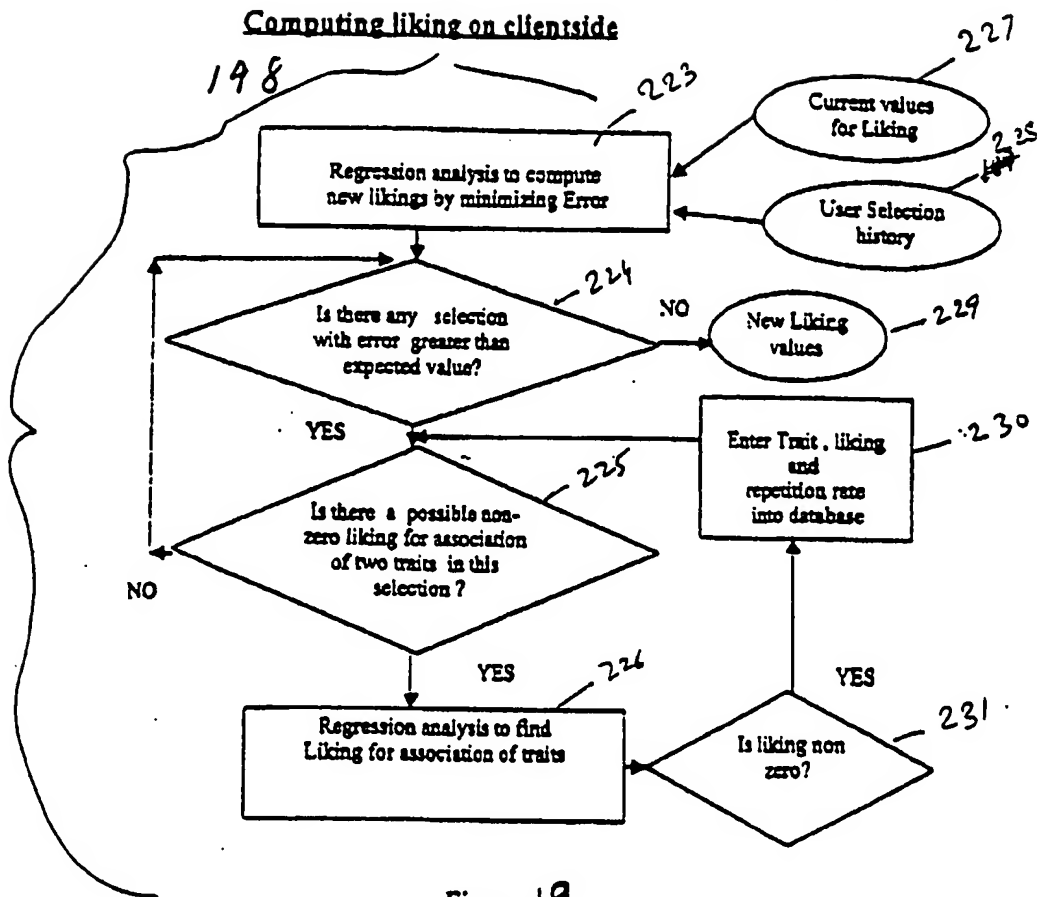 Computing liking on clientside
198
223
227
Current values
for Liking
Regression analysis to compute
new likings by minimizing Error
User Selection
history
224
Is there any selection
with error greater than
expected value?
NO
New Liking
values
229
YES
Enter Trait, liking
and
repetition rate
into database
230
225
Is there a possible non-
zero liking for association
of two traits in this
selection?
NO
YES
226
Regression analysis to find
Liking for association of traits
YES
Is liking non
zero?
231
19